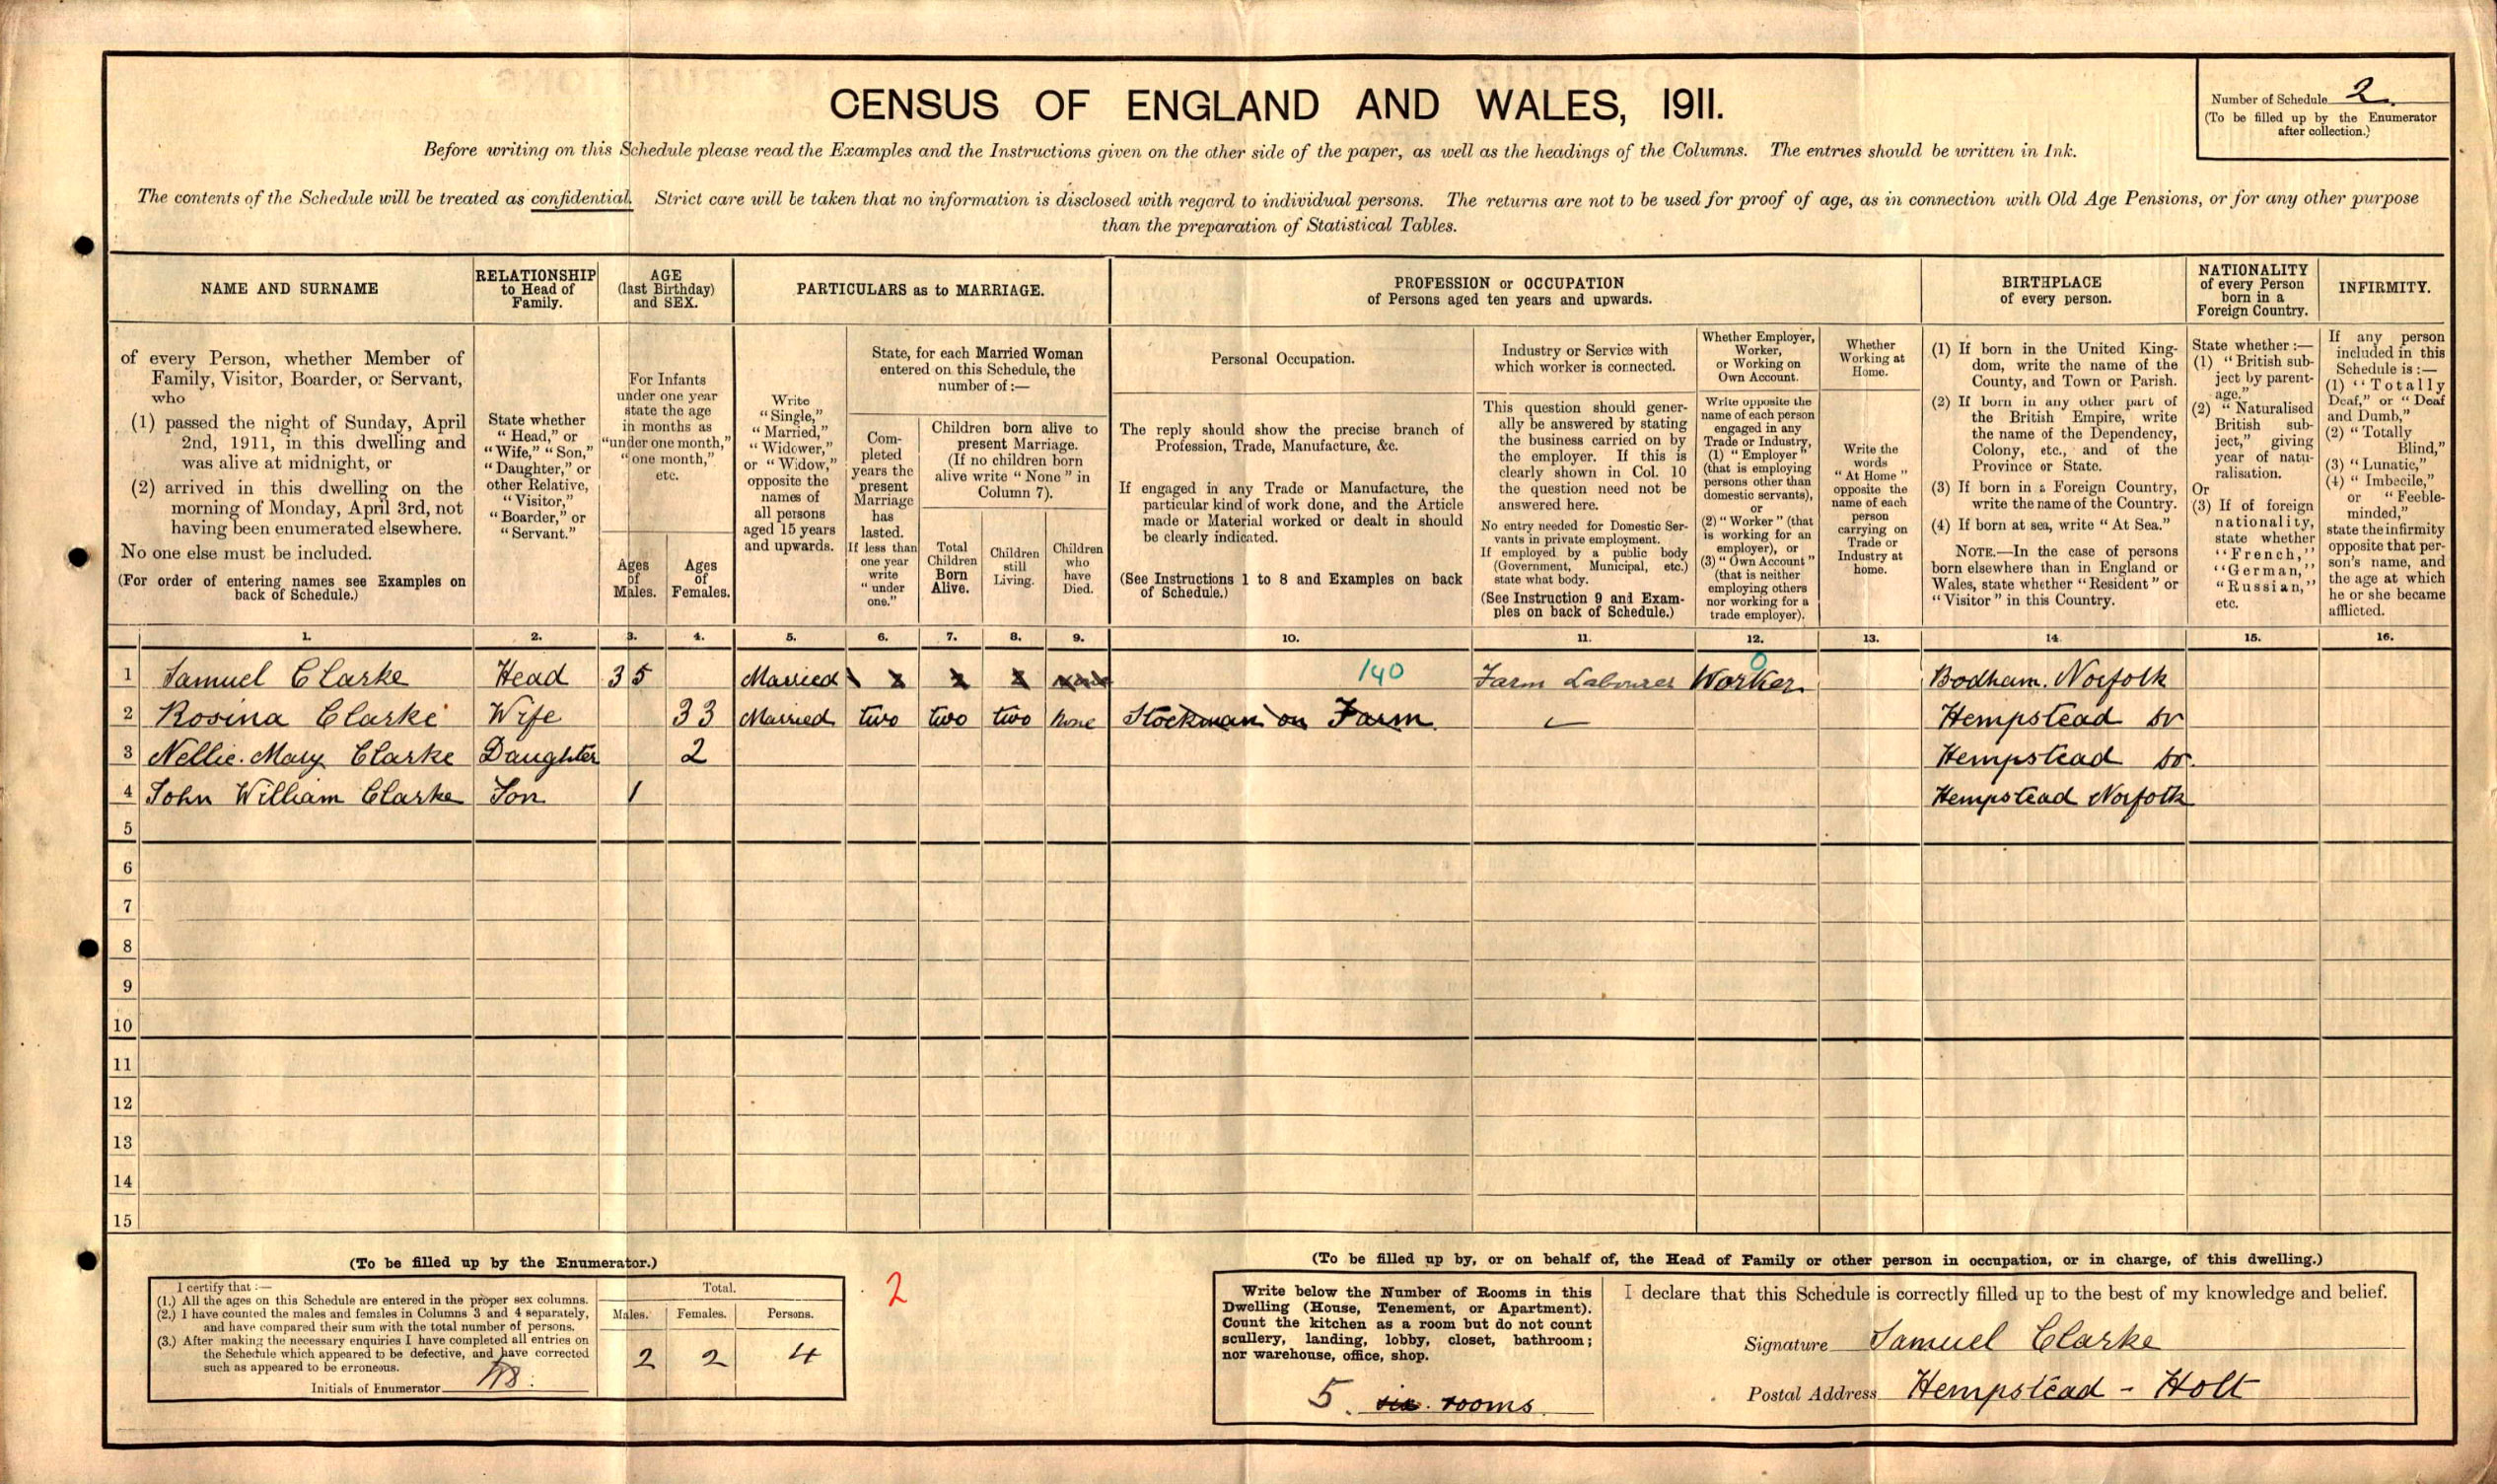 CENSUS OF ENGLAND AND WALES, 1911.
Number of Schedule 2.
(To be filled up by the Enumerator
after collection.)
Before writing on this Schedule please read the Examples and the Instructions given on the other side of the paper, as well as the headings of the Columns. The entries should be written in Ink.
The contents of the Schedule will be treated as confidential. Strict care will be taken that no information is disclosed with regard to individual persons. The returns are not to be used for proof of age, as in connection with Old Age Pensions, or for any other purpose
than the preparation of Statistical Tables.
NAME AND SURNAME
of every Person, whether Member of
Family, Visitor, Boarder, or Servant,
who
(1) passed the night of Sunday, April
2nd, 1911, in this dwelling and
was alive at midnight, or
(2) arrived in this dwelling on the
morning of Monday, April 3rd, not
having been enumerated elsewhere.
No one else must be included.
(For order of entering names see Examples on
back of Schedule.)
RELATIONSHIP
to Head of
Family.
State whether
"Head," or
"Wife," "Son,"
"Daughter," or
other Relative,
"Visitor,"
"Boarder," or
"Servant."
AGE
(last Birthday)
and SEX.
For Infants
under one year
state the age
in months as
"under one month,"
"one month,"
etc.
Ages
of
Males.
Ages
of
Females.
PARTICULARS as to MARRIAGE.
Write
"Single,"
"Married,"
"Widower,"
or "Widow,"
opposite the
names of
all persons
aged 15 years
and upwards.
State, for each Married Woman
entered on this Schedule, the
number of:—
Com-
pleted
years the
present
Marriage
has
lasted.
If less than
one year
write
"under
one."
Children born alive to
present Marriage.
(If no children born
alive write "None" in
Column 7).
Total
Children
Born
Alive.
Children
still
Living.
Children
who
have
Died.
PROFESSION or OCCUPATION
of Persons aged ten years and upwards.
Personal Occupation.
The reply should show the precise branch of
Profession, Trade, Manufacture, &c.
If engaged in any Trade or Manufacture, the
particular kind of work done, and the Article
made or Material worked or dealt in should
be clearly indicated.
(See Instructions 1 to 8 and Examples on back
of Schedule.)
Industry or Service with
which worker is connected.
This question should gener-
ally be answered by stating
the business carried on by
the employer. If this is
clearly shown in Col. 10
the question need not be
answered here.
No entry needed for Domestic Ser-
vants in private employment.
If employed by a public body
(Government, Municipal, etc.)
state what body.
(See Instruction 9 and Exam-
ples on back of Schedule.)
Whether Employer,
Worker,
or Working on
Own Account.
Write opposite the
name of each person
engaged in any
Trade or Industry,
(1) "Employer"
(that is employing
persons other than
domestic servants),
or
(2) "Worker" (that
is working for an
employer), or
(3) "Own Account"
(that is neither
employing others
nor working for a
trade employer).
Whether
Working at
Home.
Write the
words
"At Home"
opposite the
name of each
person
carrying on
Trade or
Industry at
home.
BIRTHPLACE
of every person.
(1) If born in the United King-
dom, write the name of the
County, and Town or Parish.
(2) If born in any other part of
the British Empire, write
the name of the Dependency,
Colony, etc., and of the
Province or State.
(3) If born in a Foreign Country,
write the name of the Country.
(4) If born at sea, write "At Sea."
NOTE.—In the case of persons
born elsewhere than in England or
Wales, state whether "Resident" or
"Visitor" in this Country.
NATIONALITY
of every Person
born in a
Foreign Country.
State whether:—
(1) "British sub-
ject by parent-
age."
(2) "Naturalised
British sub-
ject," giving
year of natu-
ralisation.
Or
(3) If of foreign
nationality,
state whether
"French,"
"German,"
"Russian,"
etc.
INFIRMITY.
If any person
included in this
Schedule is:—
(1) "Totally
Deaf," or "Deaf
and Dumb,"
(2) "Totally
Blind,"
(3) "Lunatic,"
(4) "Imbecile,"
or "Feeble-
minded,"
state the infirmity
opposite that per-
son's name, and
the age at which
he or she became
afflicted.
1. 2. 3. 4. 5. 6. 7. 8. 9. 10. 11. 12. 13. 14. 15. 16.
1 Samuel Clarke Head 35 Married 140 Farm Labourer Worker 0 Bodham. Norfolk
2 Rosina Clarke Wife 33 Married two two two None Stockman on Farm Hempstead Do
3 Nellie. Mary Clarke Daughter 2 Hempstead Do.
4 John William Clarke Son 1 Hempstead Norfolk
5
6
7
8
9
10
11
12
13
14
15
(To be filled up by the Enumerator.)
I certify that:—
(1.) All the ages on this Schedule are entered in the proper sex columns.
(2.) I have counted the males and females in Columns 3 and 4 separately,
and have compared their sum with the total number of persons.
(3.) After making the necessary enquiries I have completed all entries on
the Schedule which appeared to be defective, and have corrected
such as appeared to be erroneous.
Initials of Enumerator
Total.
Males. Females. Persons.
2 2 4
2
(To be filled up by, or on behalf of, the Head of Family or other person in occupation, or in charge, of this dwelling.)
Write below the Number of Rooms in this
Dwelling (House, Tenement, or Apartment).
Count the kitchen as a room but do not count
scullery, landing, lobby, closet, bathroom;
nor warehouse, office, shop.
5. six. rooms
I declare that this Schedule is correctly filled up to the best of my knowledge and belief.
Signature Samuel Clarke
Postal Address Hempstead - Holt